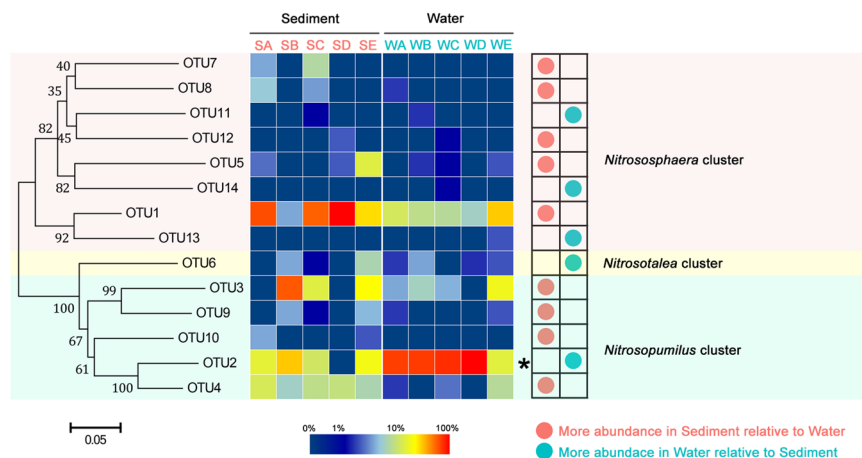 Sediment Water
SA SB SC SD SE WA WB WC WD WE
40 OTU7
35 OTU8
OTU11
82 45 OTU12
OTU5 Nitrososphaera cluster
82 OTU14
OTU1
92 OTU13
OTU6 Nitrosotalea cluster
99 OTU3
100 OTU9
67 OTU10
61 OTU2 * Nitrosopumilus cluster
100 OTU4
0.05
0% 1% 10% 100%
More abundance in Sediment relative to Water
More abundace in Water relative to Sediment